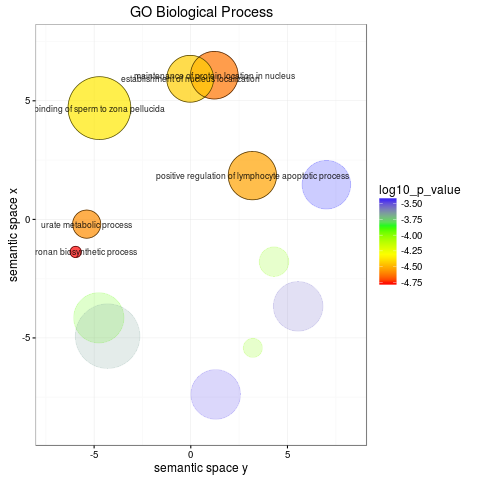 GO Biological Process
maintenance of protein location in nucleus
establishment of nucleus localization
binding of sperm to zona pellucida
positive regulation of lymphocyte apoptotic process
urate metabolic process
ronan biosynthetic process
5
0
-5
-5
0
5
semantic space x
semantic space y
log10_p_value
-3.50
-3.75
-4.00
-4.25
-4.50
-4.75